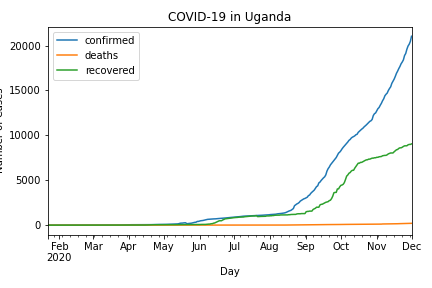 COVID-19 in Uganda
confirmed
deaths
recovered
20000
15000
10000
5000
0
Feb Mar Apr May Jun Jul Aug Sep Oct Nov Dec
2020
Day